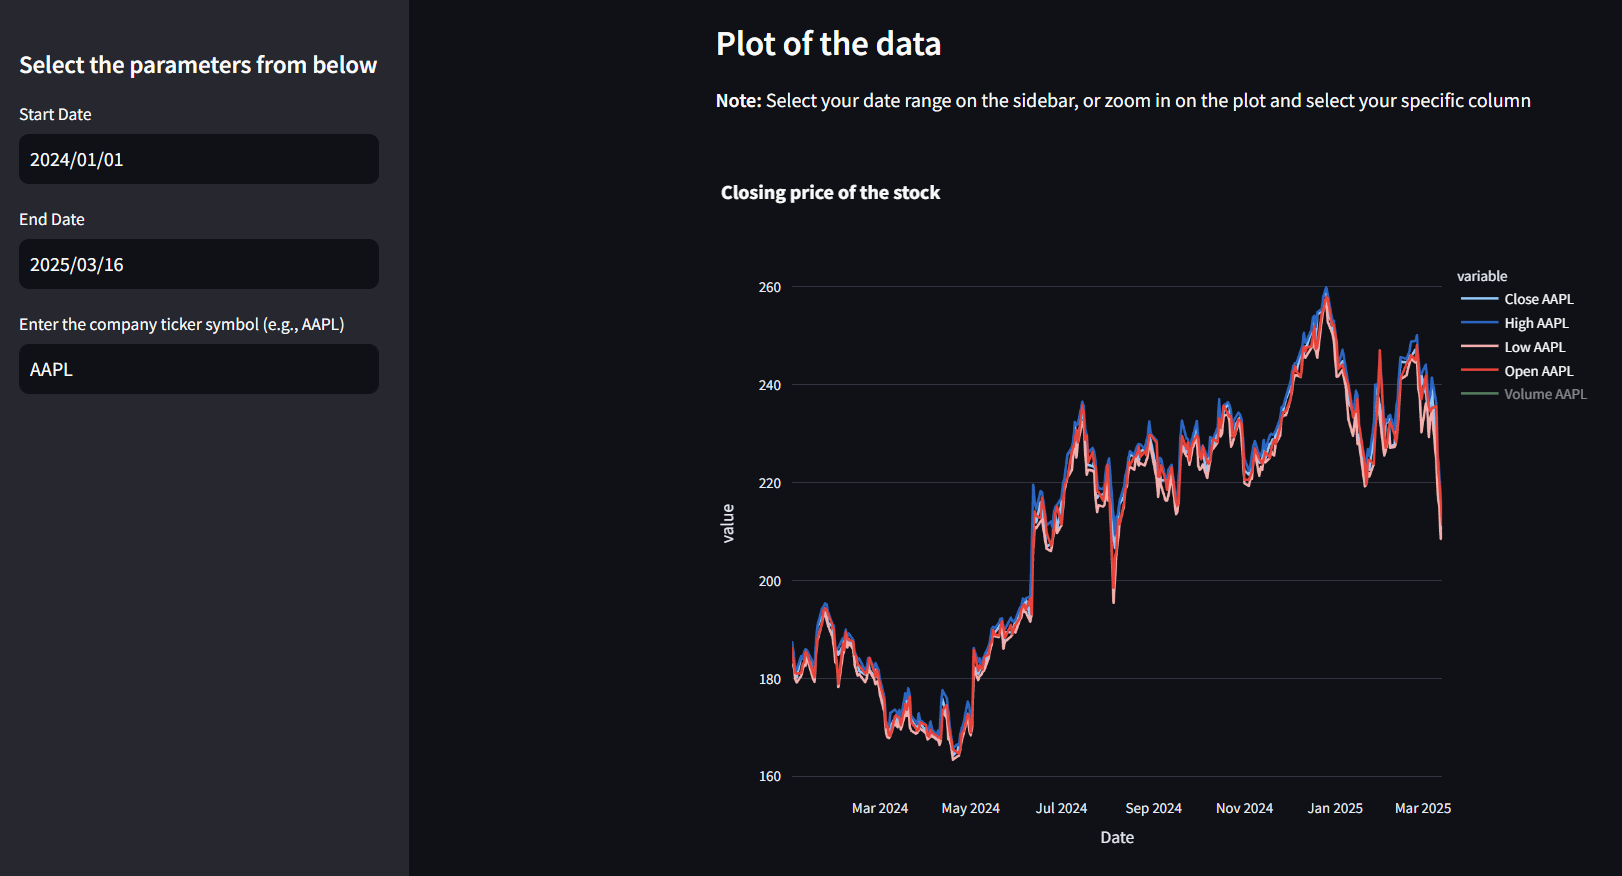 Select the parameters from below
Start Date
2024/01/01
End Date
2025/03/16
Enter the company ticker symbol (e.g., AAPL)
AAPL
Plot of the data
Note: Select your date range on the sidebar, or zoom in on the plot and select your specific column
Closing price of the stock
variable
Close AAPL
High AAPL
Low AAPL
Open AAPL
Volume AAPL
value
260
240
220
200
180
160
Mar 2024 May 2024 Jul 2024 Sep 2024 Nov 2024 Jan 2025 Mar 2025
Date